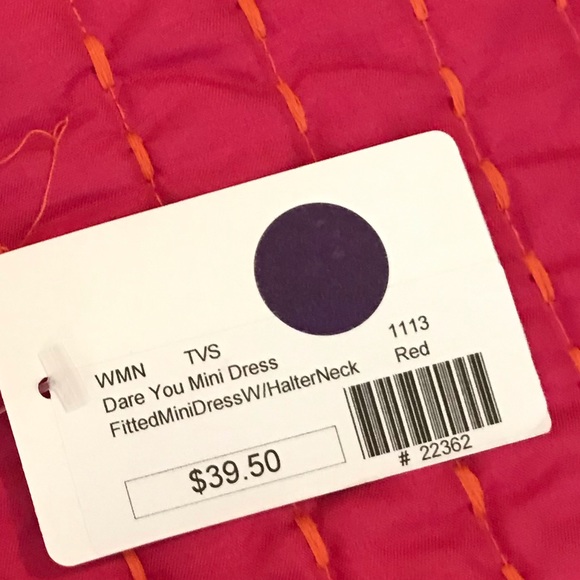 WMN TVS 1113
Dare You Mini Dress Red
FittedMiniDressW/HalterNeck
$39.50
# 22362